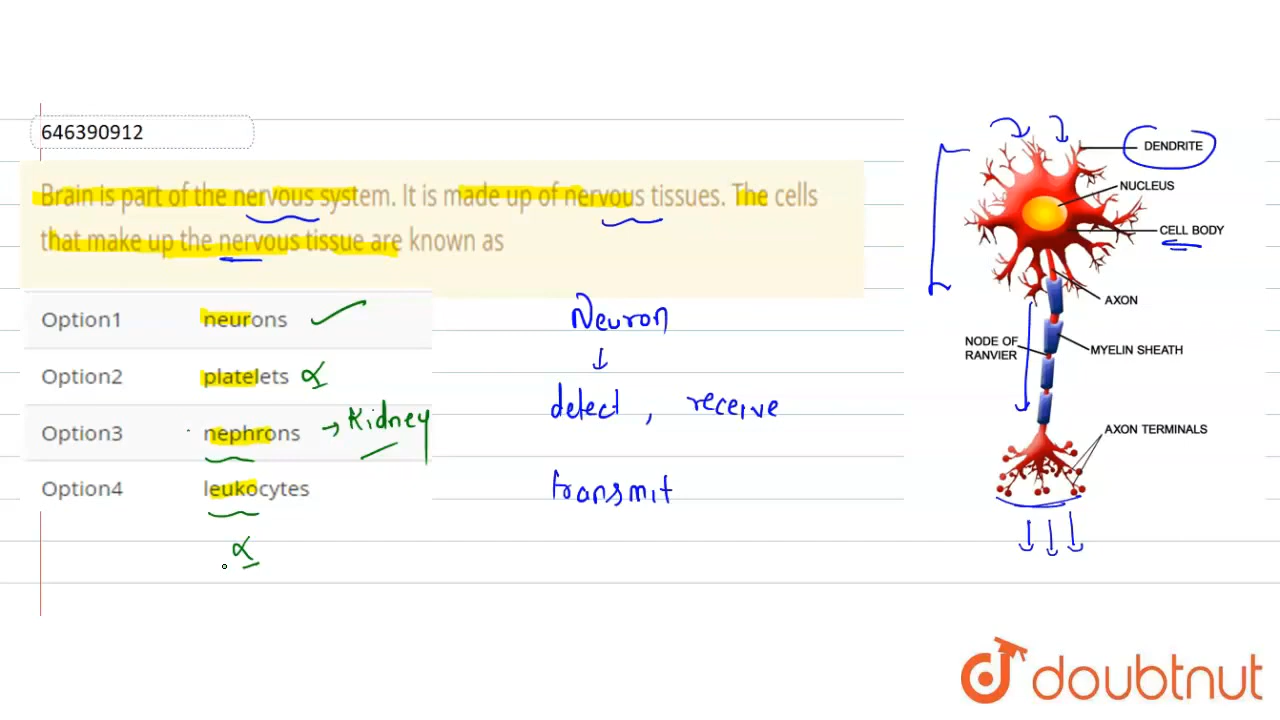 646390912
Brain is part of the nervous system. It is made up of nervous tissues. The cells
that make up the nervous tissue are known as
Option1 neurons
Option2 platelets
Option3 nephrons → Kidney
Option4 leukocytes
Neuron
↓
detect, receive
transmit
DENDRITE
NUCLEUS
CELL BODY
AXON
NODE OF
RANVIER
MYELIN SHEATH
AXON TERMINALS
doubtnut